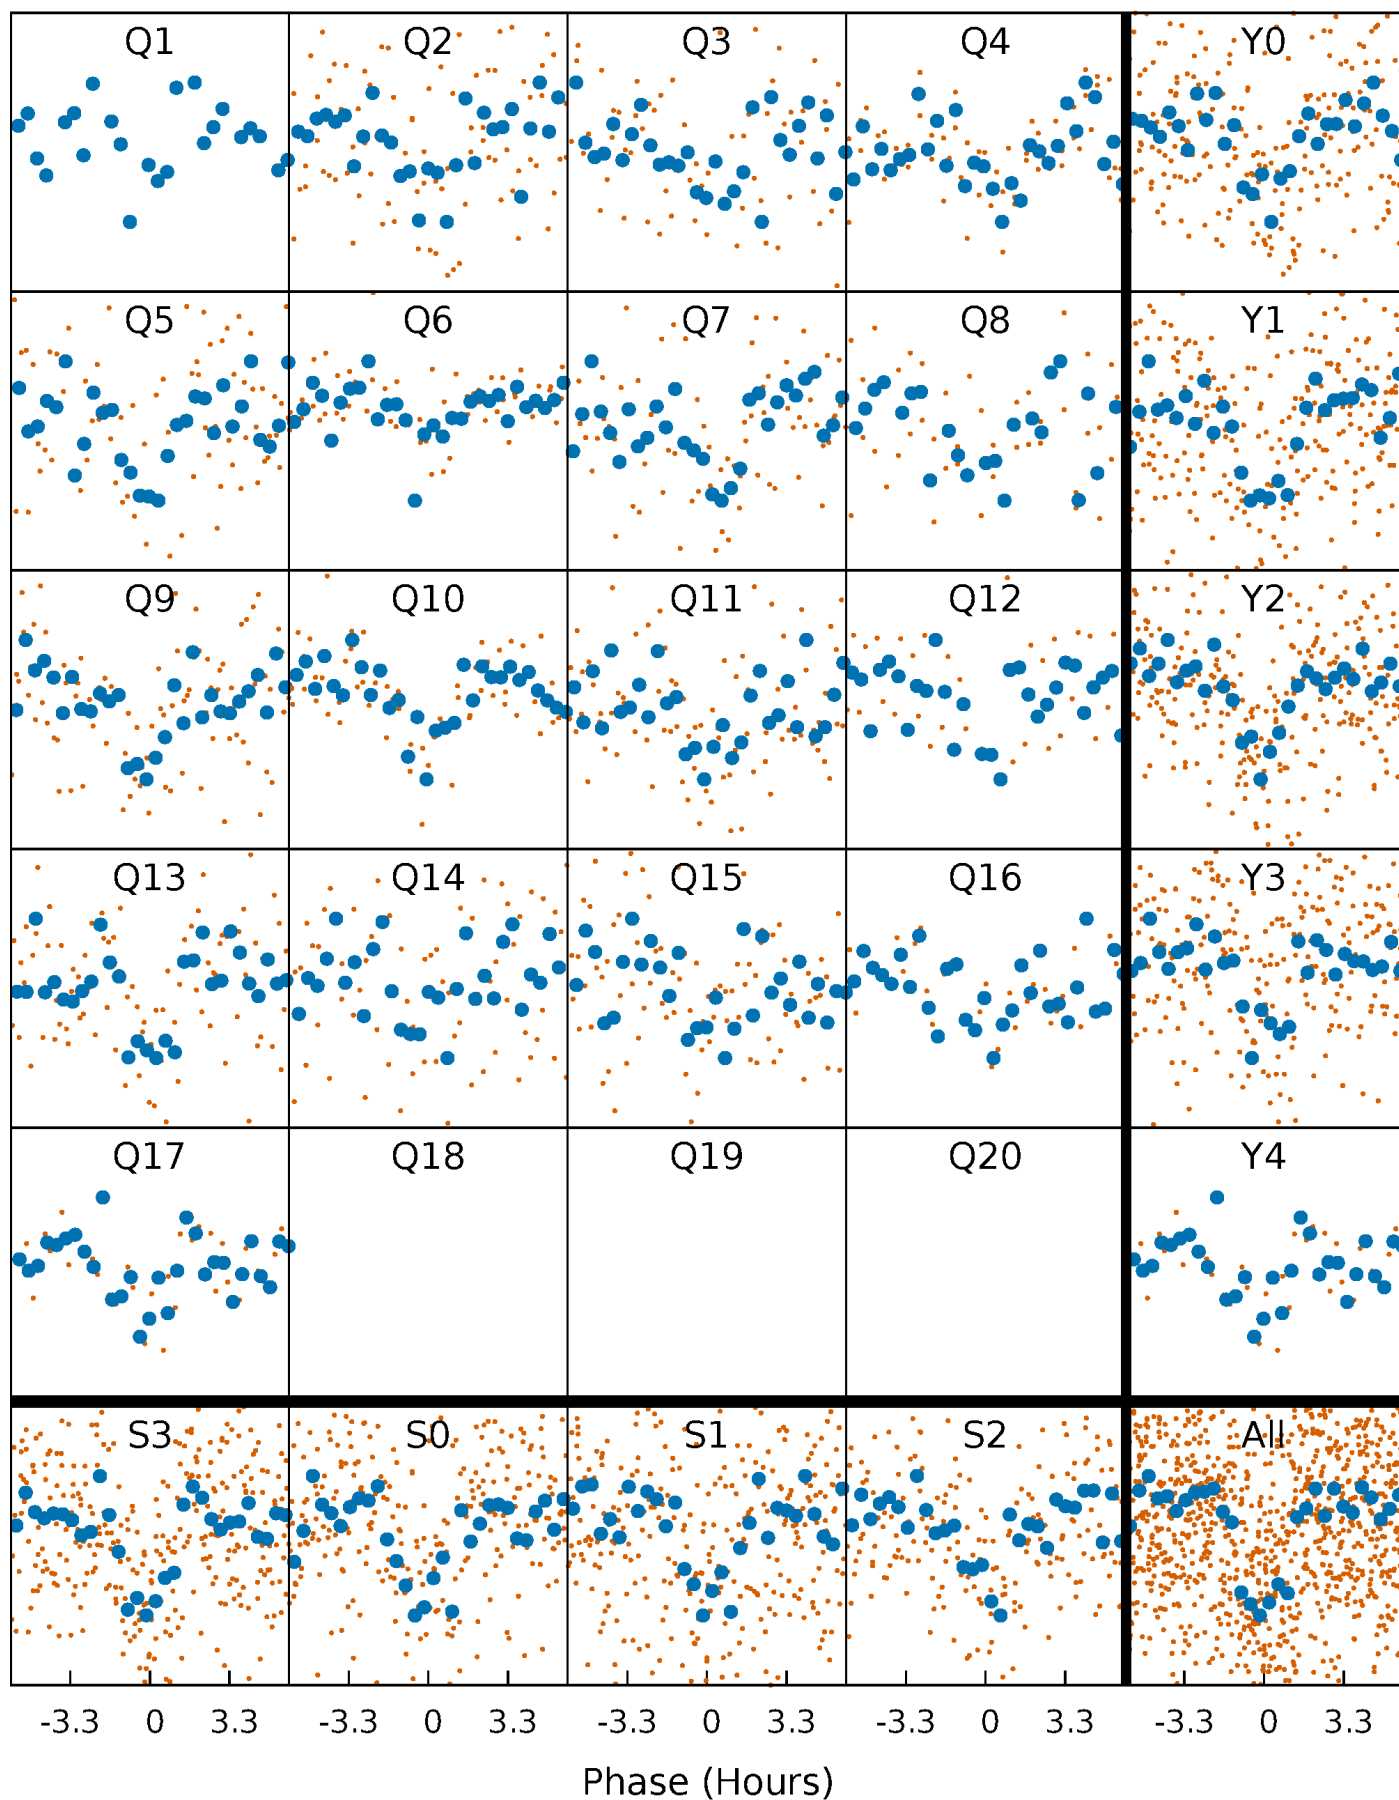 Q1 Q2 Q3 Q4 Y0
Q5 Q6 Q7 Q8 Y1
Q9 Q10 Q11 Q12 Y2
Q13 Q14 Q15 Q16 Y3
Q17 Q18 Q19 Q20 Y4
S3 S0 S1 S2 All
-3.3 0 3.3 -3.3 0 3.3 -3.3 0 3.3 -3.3 0 3.3 -3.3 0 3.3
Phase (Hours)